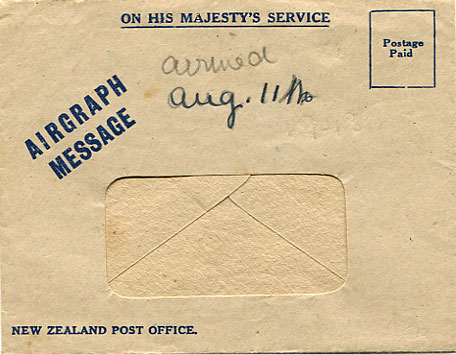 ON HIS MAJESTY'S SERVICE
Postage
Paid
arrived
Aug. 11th
AIRGRAPH
MESSAGE
NEW ZEALAND POST OFFICE.